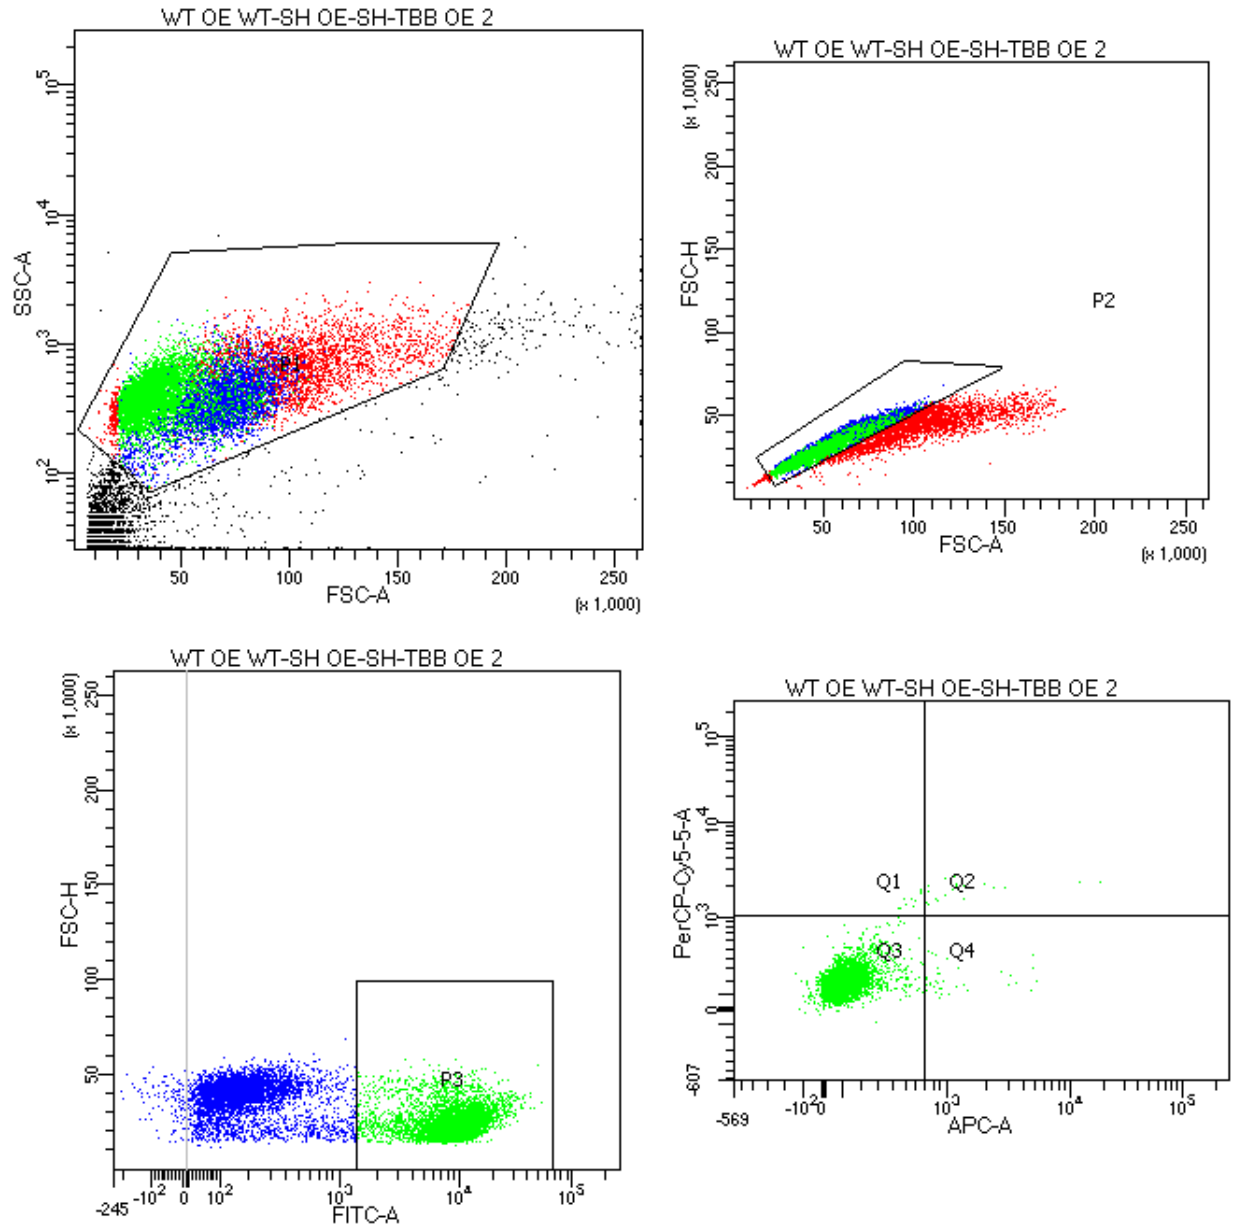 WT OE WT-SH OE-SH-TBB OE 2
SSC-A
10^5
10^4
10^3
10^2
P1
50 100 150 200 250
FSC-A
(x 1,000)
WT OE WT-SH OE-SH-TBB OE 2
(x 1,000)
FSC-H
250
200
150
100
50
P2
50 100 150 200 250
FSC-A
(x 1,000)
WT OE WT-SH OE-SH-TBB OE 2
(x 1,000)
FSC-H
250
200
150
100
50
P3
-245 -10^2 0 10^2 10^3 10^4 10^5
FITC-A
WT OE WT-SH OE-SH-TBB OE 2
PerCP-Cy5-5-A
10^5
10^4
10^3
0
-607
Q1 Q2
Q3 Q4
-569 -10^2 0 10^3 10^4 10^5
APC-A